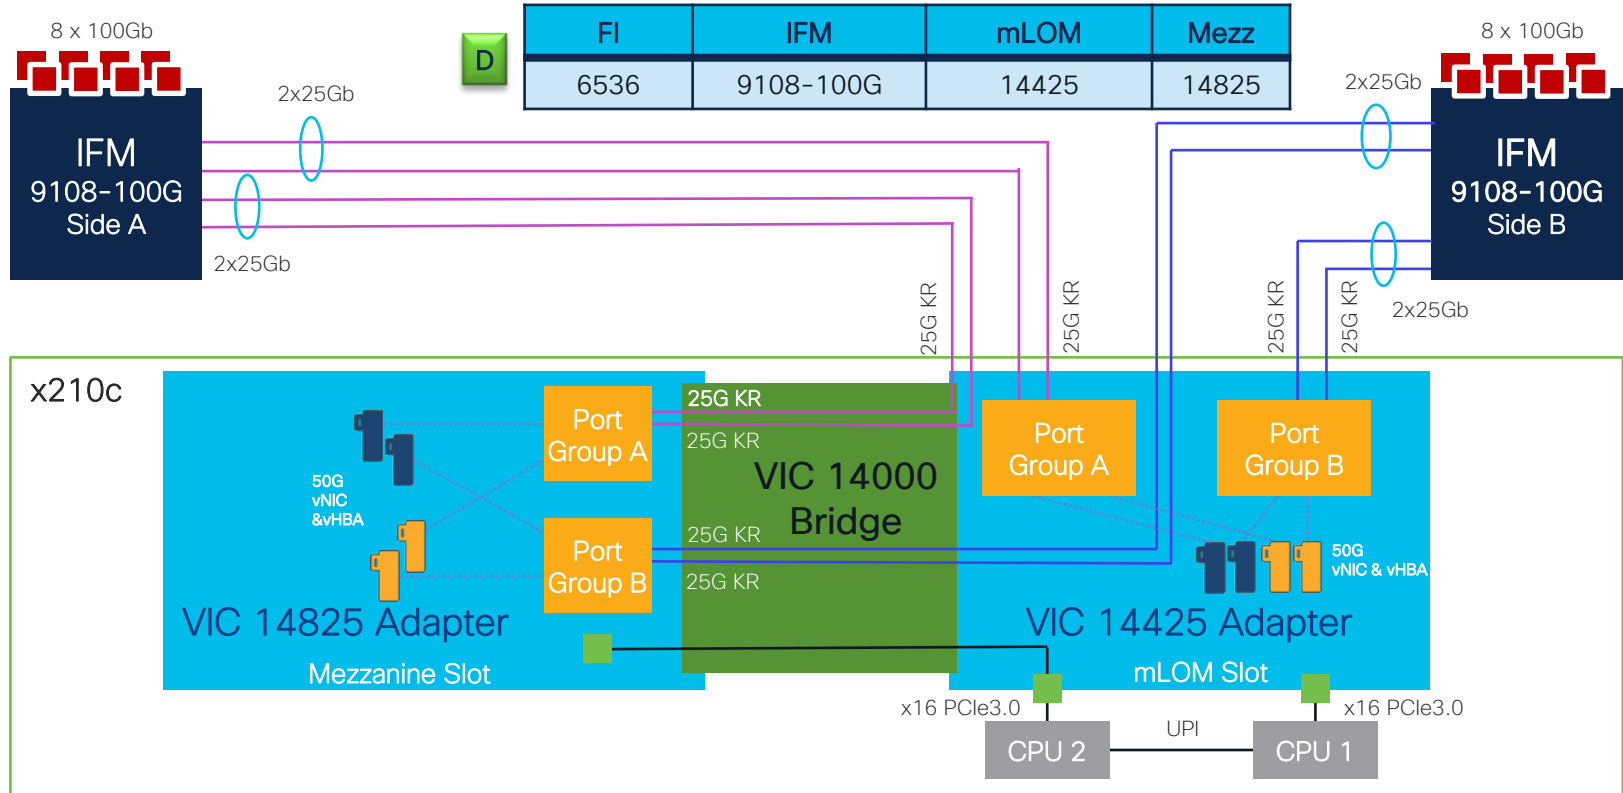 8 x 100Gb
D
FI IFM mLOM Mezz
6536 9108-100G 14425 14825
8 x 100Gb
2x25Gb
2x25Gb
IFM
9108-100G
Side A
2x25Gb
IFM
9108-100G
Side B
2x25Gb
25G KR
25G KR
25G KR
25G KR
x210c
Port
Group A
25G KR
25G KR
VIC 14000
Bridge
Port
Group A
Port
Group B
50G
vNIC
&vHBA
Port
Group B
25G KR
25G KR
50G
vNIC & vHBA
VIC 14825 Adapter
Mezzanine Slot
VIC 14425 Adapter
mLOM Slot
x16 PCIe3.0
x16 PCIe3.0
CPU 2
UPI
CPU 1